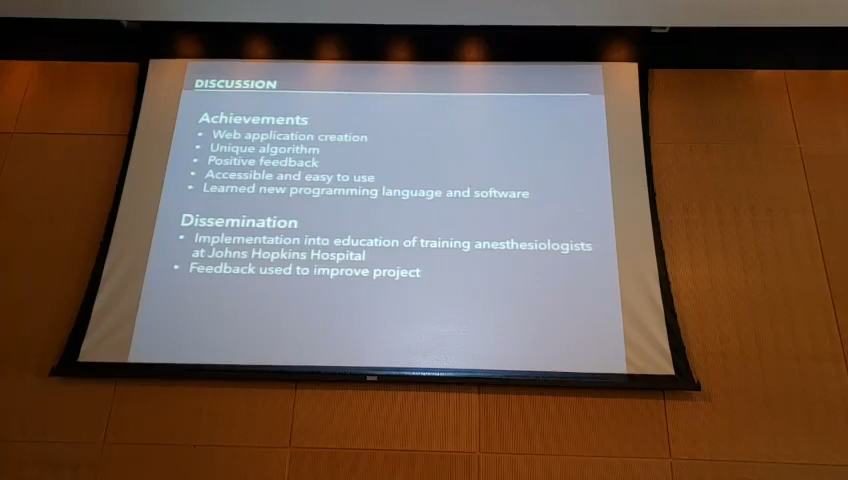 DISCUSSION
Achievements
• Web application creation
• Unique algorithm
• Positive feedback
• Accessible and easy to use
• Learned new programming language and software
Dissemination
• Implementation into education of training anesthesiologists
at Johns Hopkins Hospital
• Feedback used to improve project